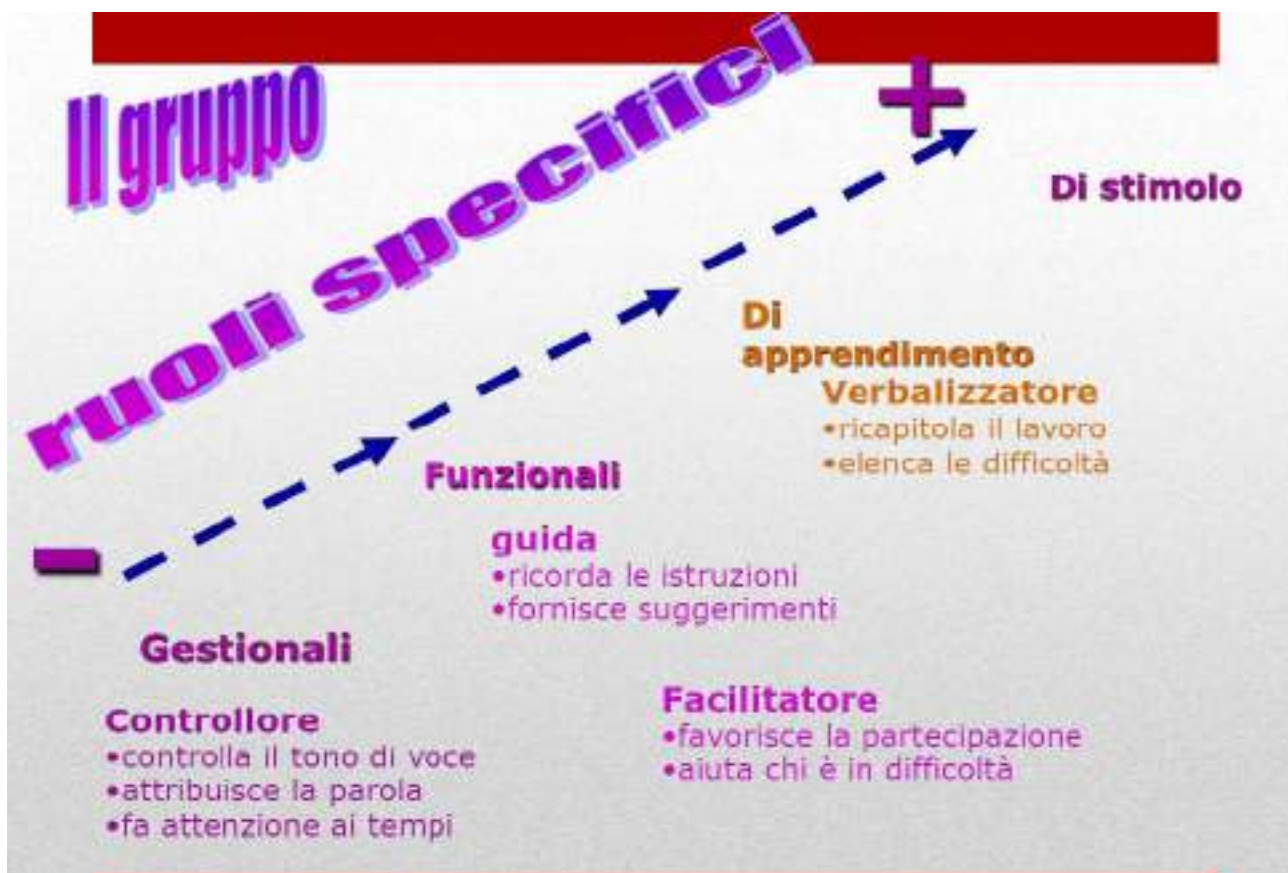 Il gruppo
ruoli specifici
+
Di stimolo
Di
apprendimento
Verbalizzatore
•ricapitola il lavoro
•elenca le difficoltà
Funzionali
guida
•ricorda le istruzioni
•fornisce suggerimenti
-
Gestionali
Controllore
•controlla il tono di voce
•attribuisce la parola
•fa attenzione ai tempi
Facilitatore
•favorisce la partecipazione
•aiuta chi è in difficoltà